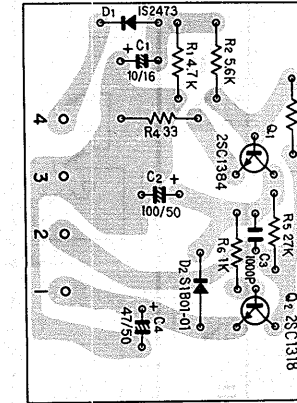 D1 IS2473
C1
10/16
R1 4.7K
R2 5.6K
R4 33
Q1
2SC1384
C2
100/50
R5 27K
C3
1000P
R6 1K
D2 S1B01-01
Q2 2SC1318
C4
47/50
4
3
2
1